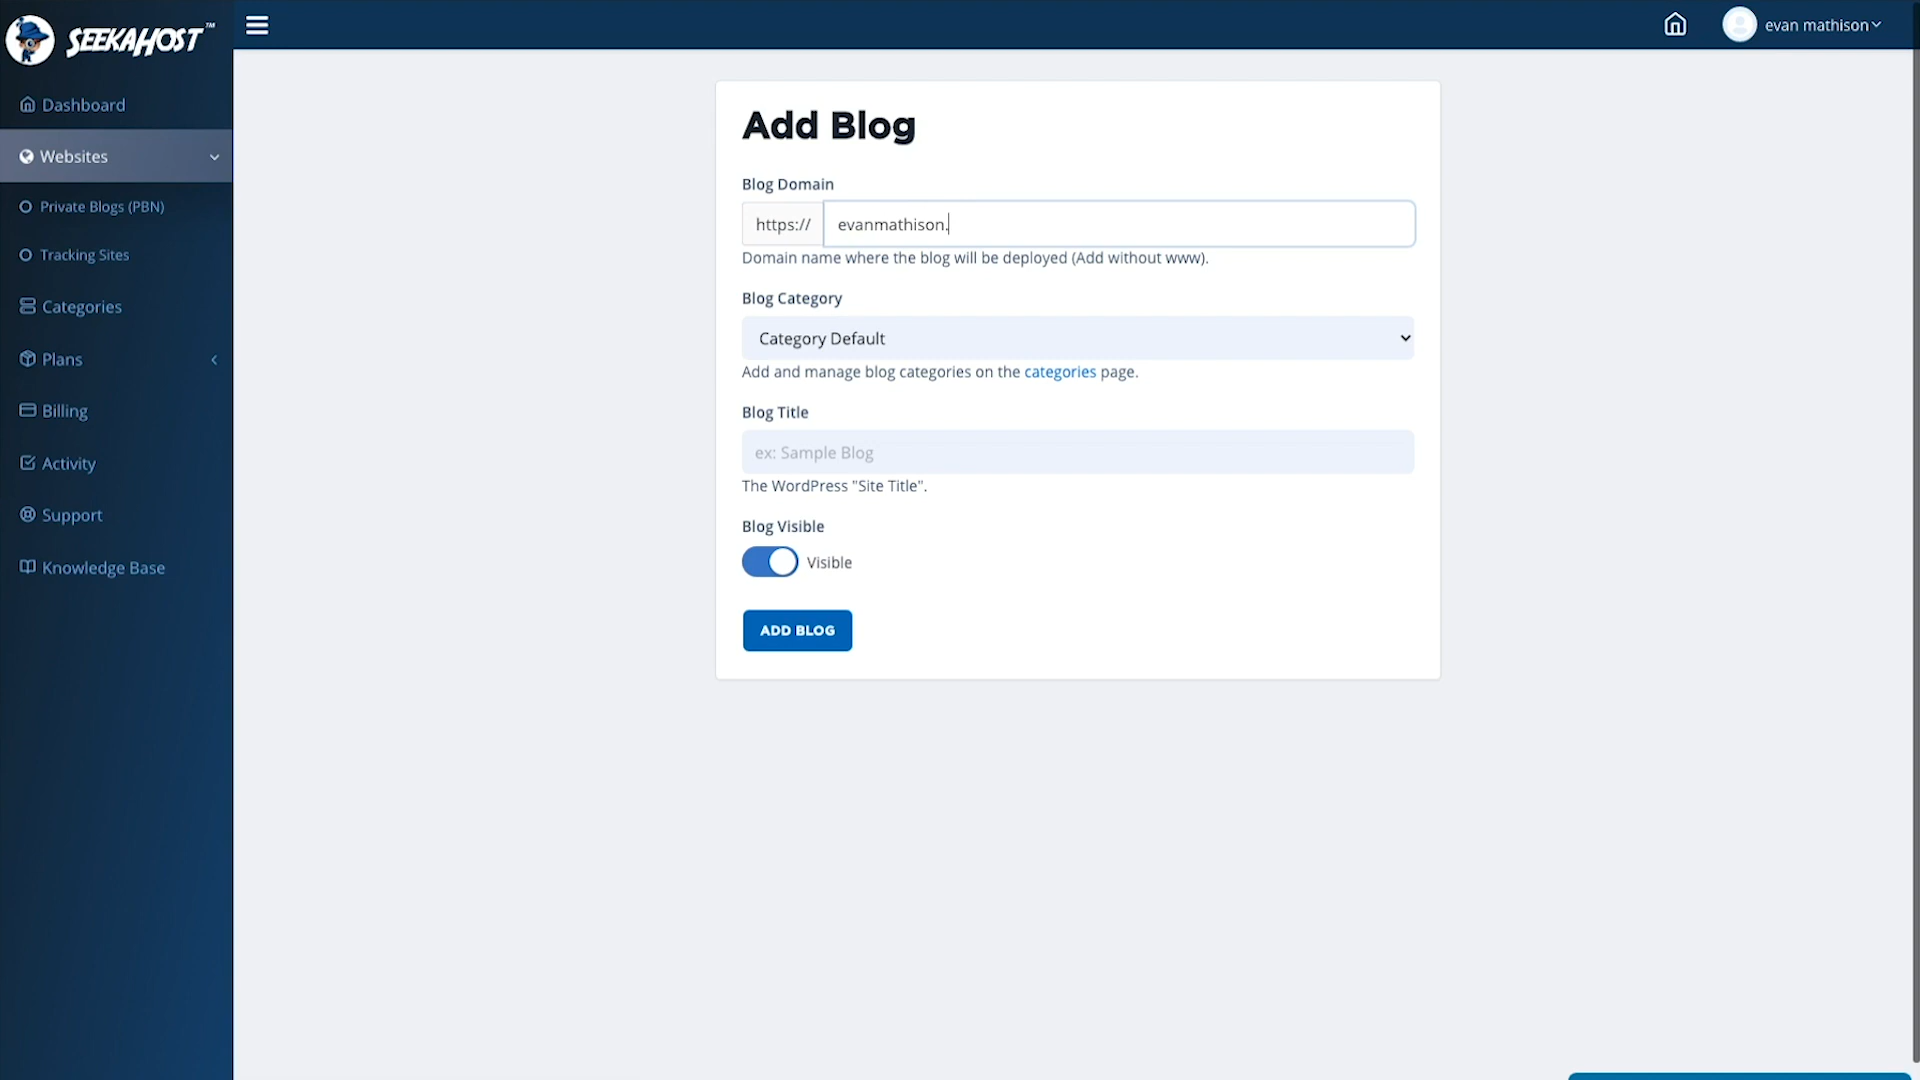 SEEKAHOST™
evan mathison
Dashboard
Websites
Private Blogs (PBN)
Tracking Sites
Categories
Plans
Billing
Activity
Support
Knowledge Base
Add Blog
Blog Domain
https:// evanmathison.
Domain name where the blog will be deployed (Add without www).
Blog Category
Category Default
Add and manage blog categories on the categories page.
Blog Title
ex: Sample Blog
The WordPress "Site Title".
Blog Visible
Visible
ADD BLOG